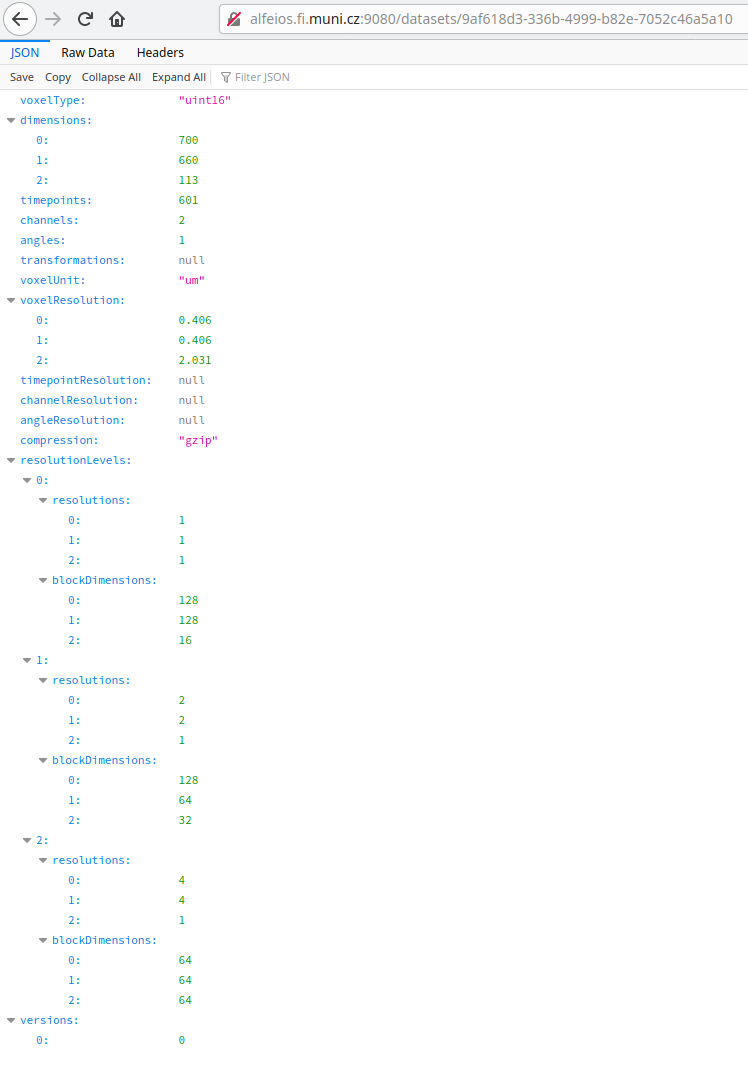 alfeios.fi.muni.cz:9080/datasets/9af618d3-336b-4999-b82e-7052c46a5a10
JSON Raw Data Headers
Save Copy Collapse All Expand All Filter JSON
voxelType: "uint16"
dimensions:
0: 700
1: 660
2: 113
timepoints: 601
channels: 2
angles: 1
transformations: null
voxelUnit: "um"
voxelResolution:
0: 0.406
1: 0.406
2: 2.031
timepointResolution: null
channelResolution: null
angleResolution: null
compression: "gzip"
resolutionLevels:
0:
resolutions:
0: 1
1: 1
2: 1
blockDimensions:
0: 128
1: 128
2: 16
1:
resolutions:
0: 2
1: 2
2: 1
blockDimensions:
0: 128
1: 64
2: 32
2:
resolutions:
0: 4
1: 4
2: 1
blockDimensions:
0: 64
1: 64
2: 64
versions:
0: 0